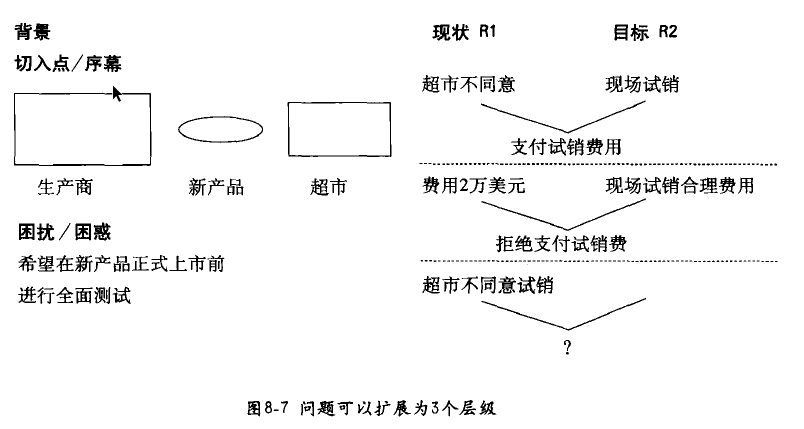 背景
切入点/序幕
生产商 新产品 超市
困扰/困惑
希望在新产品正式上市前
进行全面测试
现状 R1 目标 R2
超市不同意 现场试销
支付试销费用
费用2万美元 现场试销合理费用
拒绝支付试销费
超市不同意试销
?
图8-7 问题可以扩展为3个层级